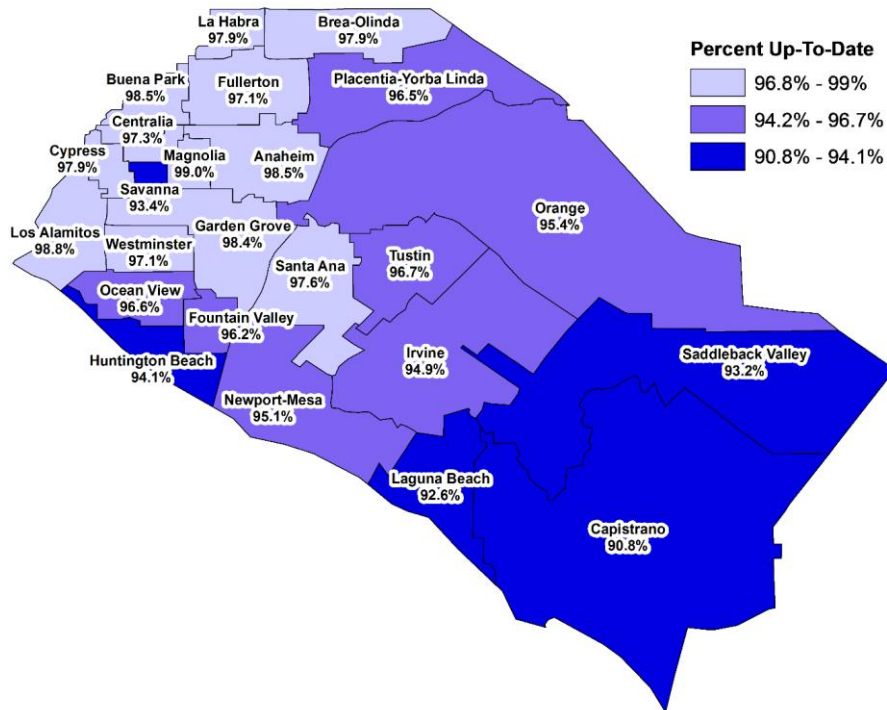 La Habra
97.9%
Brea-Olinda
97.9%
Percent Up-To-Date
96.8% - 99%
94.2% - 96.7%
90.8% - 94.1%
Buena Park
98.5%
Fullerton
97.1%
Placentia-Yorba Linda
96.5%
Centralia
97.3%
Cypress
97.9%
Magnolia
99.0%
Anaheim
98.5%
Savanna
93.4%
Los Alamitos
98.8%
Westminster
97.1%
Garden Grove
98.4%
Orange
95.4%
Santa Ana
97.6%
Tustin
96.7%
Ocean View
96.6%
Fountain Valley
96.2%
Huntington Beach
94.1%
Irvine
94.9%
Saddleback Valley
93.2%
Newport-Mesa
95.1%
Laguna Beach
92.6%
Capistrano
90.8%